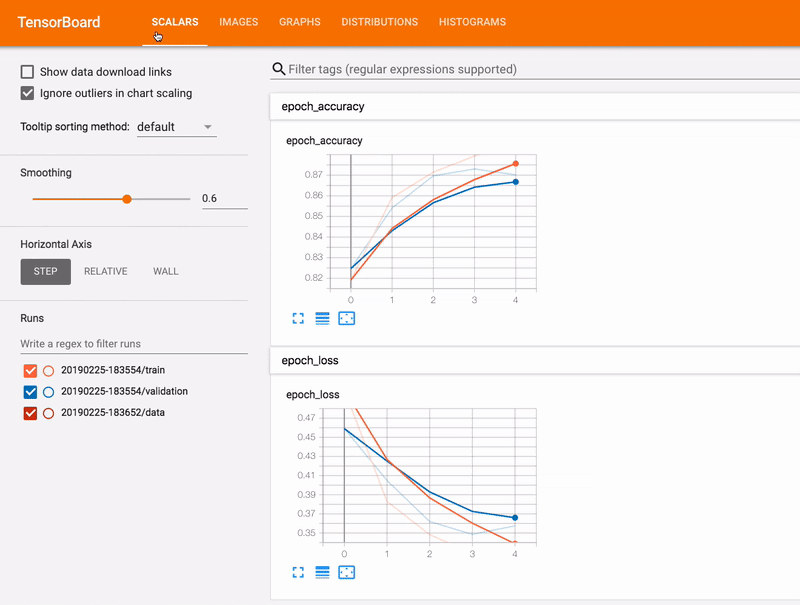 TensorBoard SCALARS IMAGES GRAPHS DISTRIBUTIONS HISTOGRAMS
Show data download links
Ignore outliers in chart scaling
Tooltip sorting method: default
Smoothing
0.6
Horizontal Axis
STEP RELATIVE WALL
Runs
Write a regex to filter runs
20190225-183554/train
20190225-183554/validation
20190225-183652/data
Filter tags (regular expressions supported)
epoch_accuracy
epoch_accuracy
0.87
0.86
0.85
0.84
0.83
0.82
0 1 2 3 4
epoch_loss
epoch_loss
0.47
0.45
0.43
0.41
0.39
0.37
0.35
0 1 2 3 4